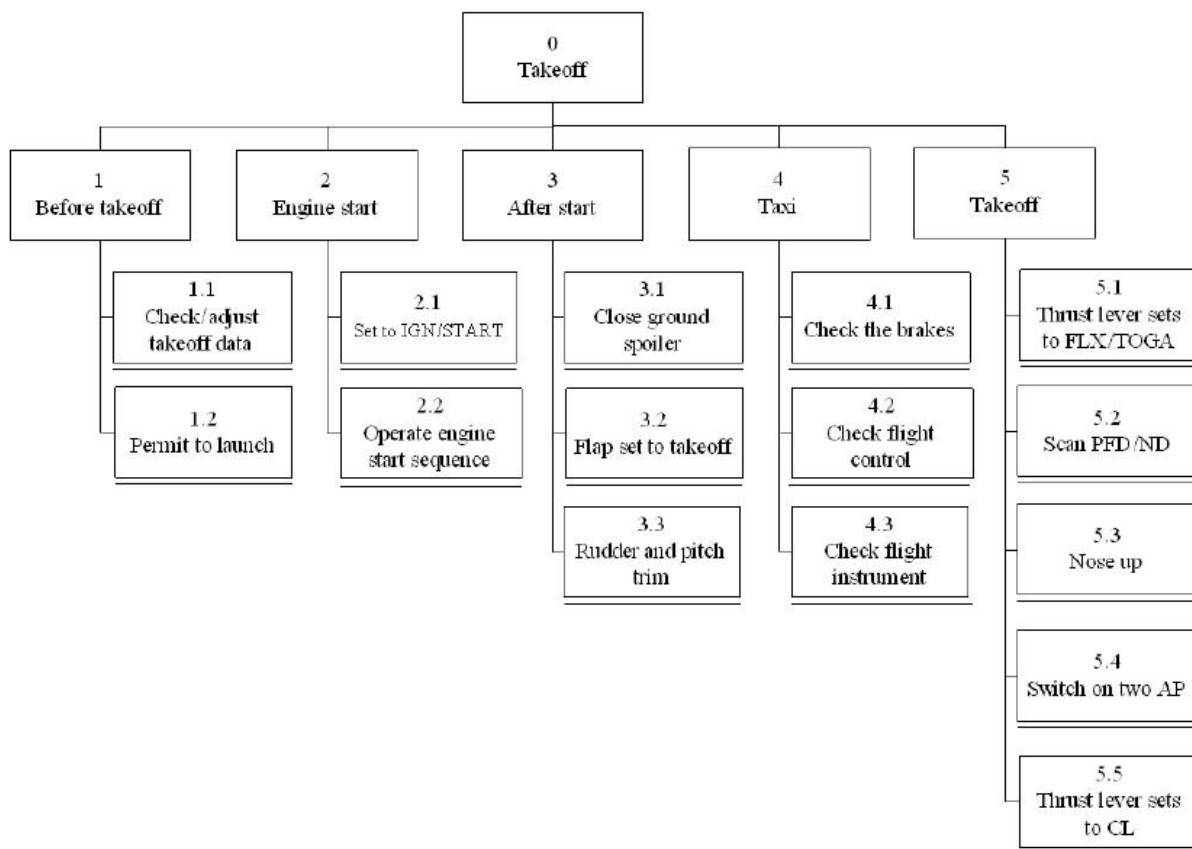 0
Takeoff
1
Before takeoff
2
Engine start
3
After start
4
Taxi
5
Takeoff
1.1
Check/adjust
takeoff data
1.2
Permit to launch
2.1
Set to IGN/START
2.2
Operate engine
start sequence
3.1
Close ground
spoiler
3.2
Flap set to takeoff
3.3
Rudder and pitch
trim
4.1
Check the brakes
4.2
Check flight
control
4.3
Check flight
instrument
5.1
Thrust lever sets
to FLX/TOGA
5.2
Scan PFD/ND
5.3
Nose up
5.4
Switch on two AP
5.5
Thrust lever sets
to CL